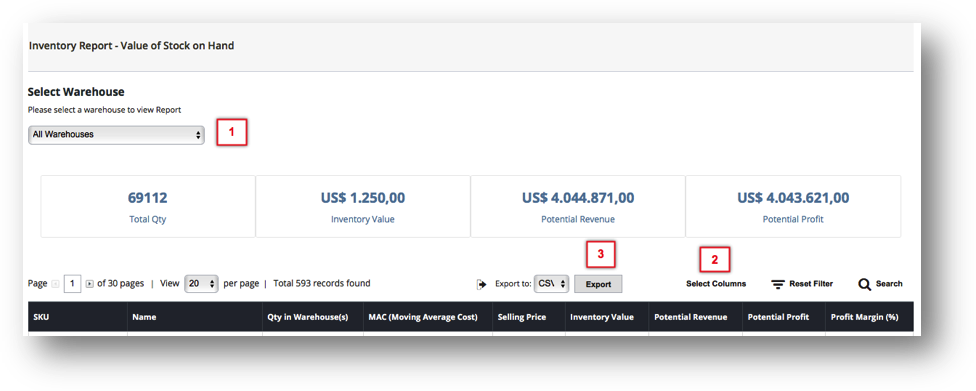 Inventory Report - Value of Stock on Hand
Select Warehouse
Please select a warehouse to view Report
All Warehouses
1
69112 US$ 1.250,00 US$ 4.044.871,00 US$ 4.043.621,00
Total Qty Inventory Value Potential Revenue Potential Profit
3 2
Page 1 of 30 pages | View 20 per page | Total 593 records found Export to: CSV Export Select Columns Reset Filter Search
SKU Name Qty in Warehouse(s) MAC (Moving Average Cost) Selling Price Inventory Value Potential Revenue Potential Profit Profit Margin (%)